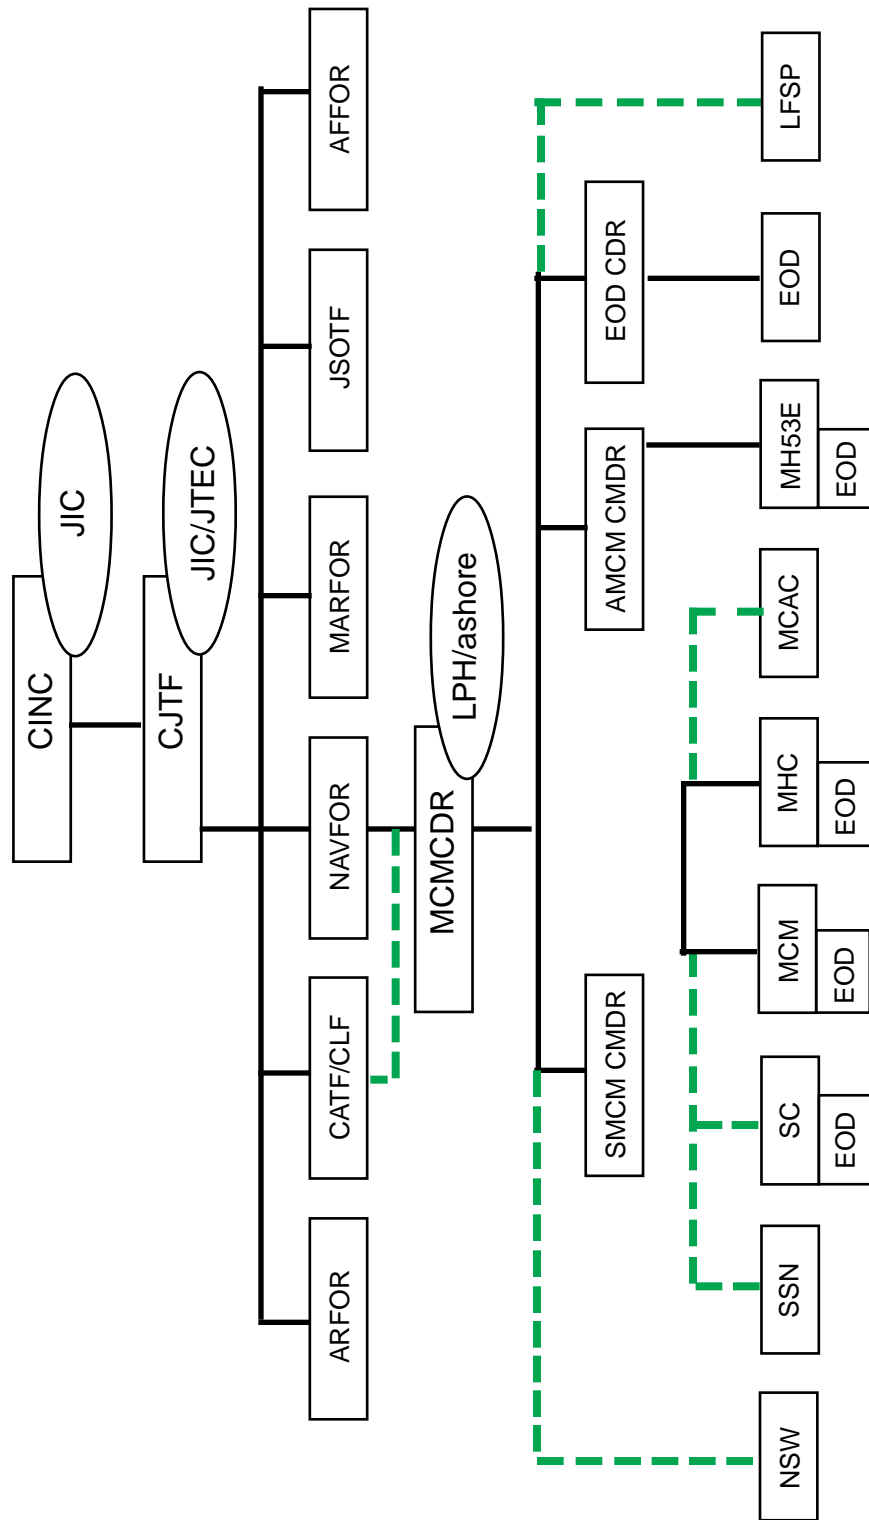 CINC
JIC
CJTF
JIC/JTEC
ARFOR
CATF/CLF
NAVFOR
MARFOR
JSOTF
AFFOR
MCMCDR
LPH/ashore
SMCM CMDR
AMCM CMDR
EOD CDR
NSW
SSN
SC
EOD
MCM
EOD
MHC
EOD
MCAC
MH53E
EOD
EOD
LFSP